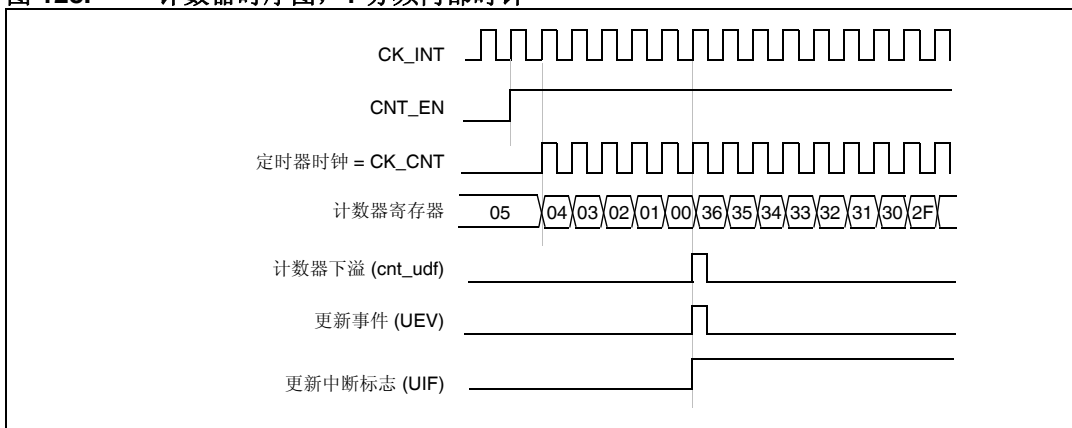 CK_INT
CNT_EN
定时器时钟 = CK_CNT
计数器寄存器 05 04 03 02 01 00 36 35 34 33 32 31 30 2F
计数器下溢 (cnt_udf)
更新事件 (UEV)
更新中断标志 (UIF)